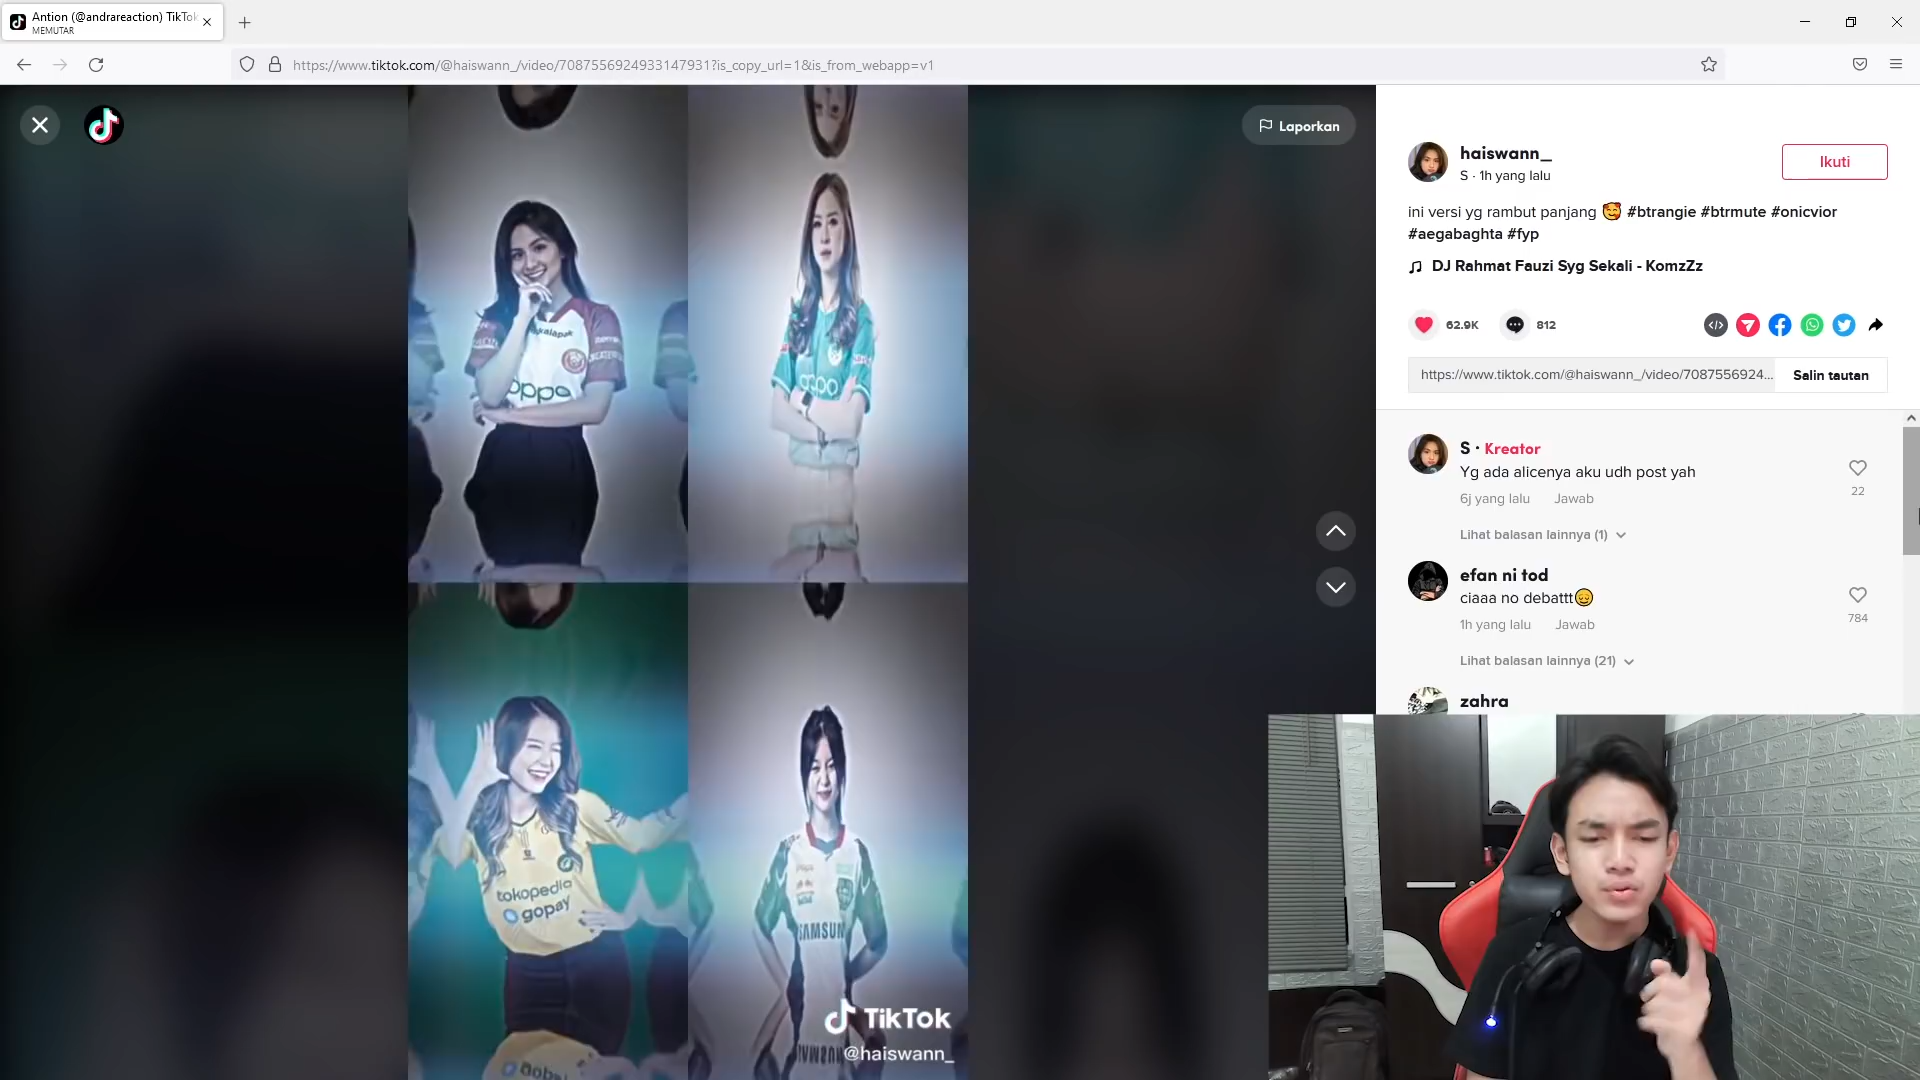 Antion (@andrareaction) TikTok
MEMUTAR
https://www.tiktok.com/@haiswann_/video/7087556924933147931?is_copy_url=1&is_from_webapp=v1
Laporkan
haiswann_
S · 1h yang lalu
Ikuti
ini versi yg rambut panjang 🥰 #btrangie #btrmute #onicvior
#aegabaghta #fyp
DJ Rahmat Fauzi Syg Sekali - KomzZz
62.9K
812
https://www.tiktok.com/@haiswann_/video/7087556924...
Salin tautan
S · Kreator
Yg ada alicenya aku udh post yah
6j yang lalu Jawab
22
Lihat balasan lainnya (1)
efan ni tod
ciaaa no debattt😌
1h yang lalu Jawab
784
Lihat balasan lainnya (21)
zahra
oppo
oppo
tokopedia
gopay
SAMSUNG
TikTok
@haiswann_